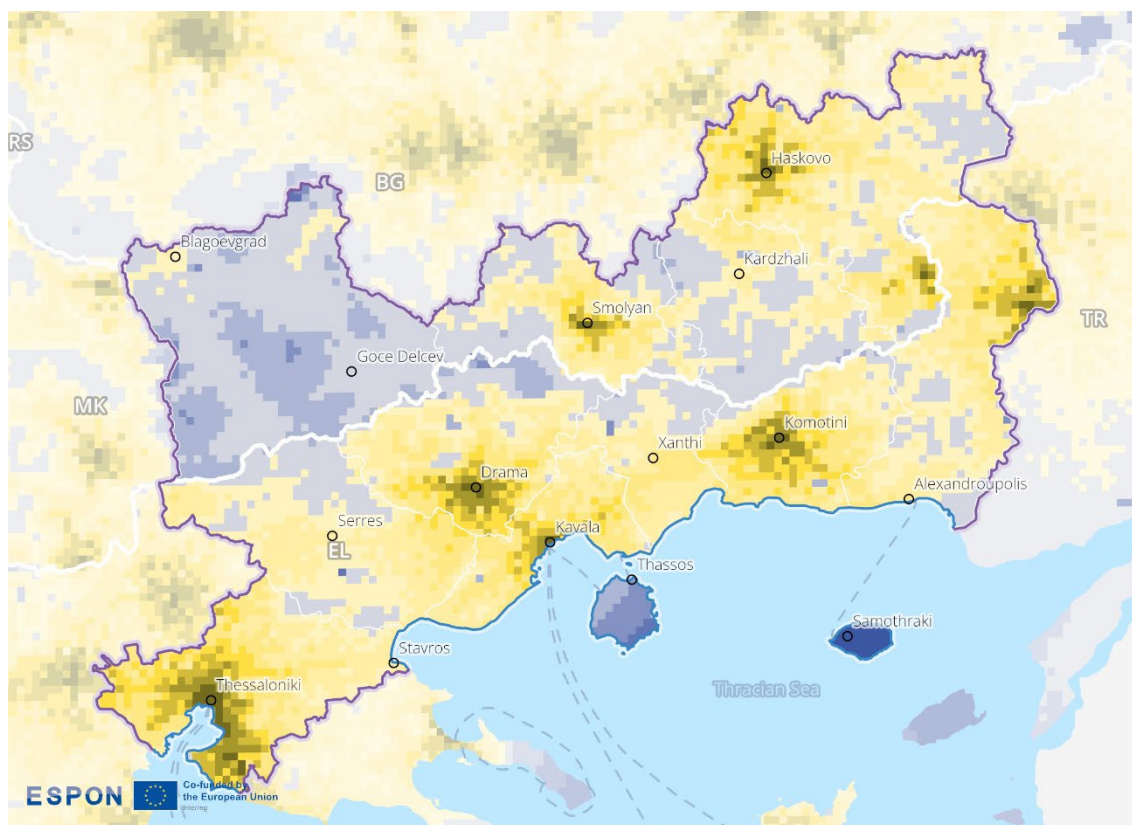 RS
BG
Haskovo
Blagoevgrad
Kardzhali
Smolyan
TR
Goce Delcev
MK
Komotini
Xanthi
Drama
Alexandroupolis
Serres
Kavala
EL
Thassos
Samothraki
Stavros
Thessaloniki
Thracian Sea
ESPON
Co-funded by
the European Union
Interreg